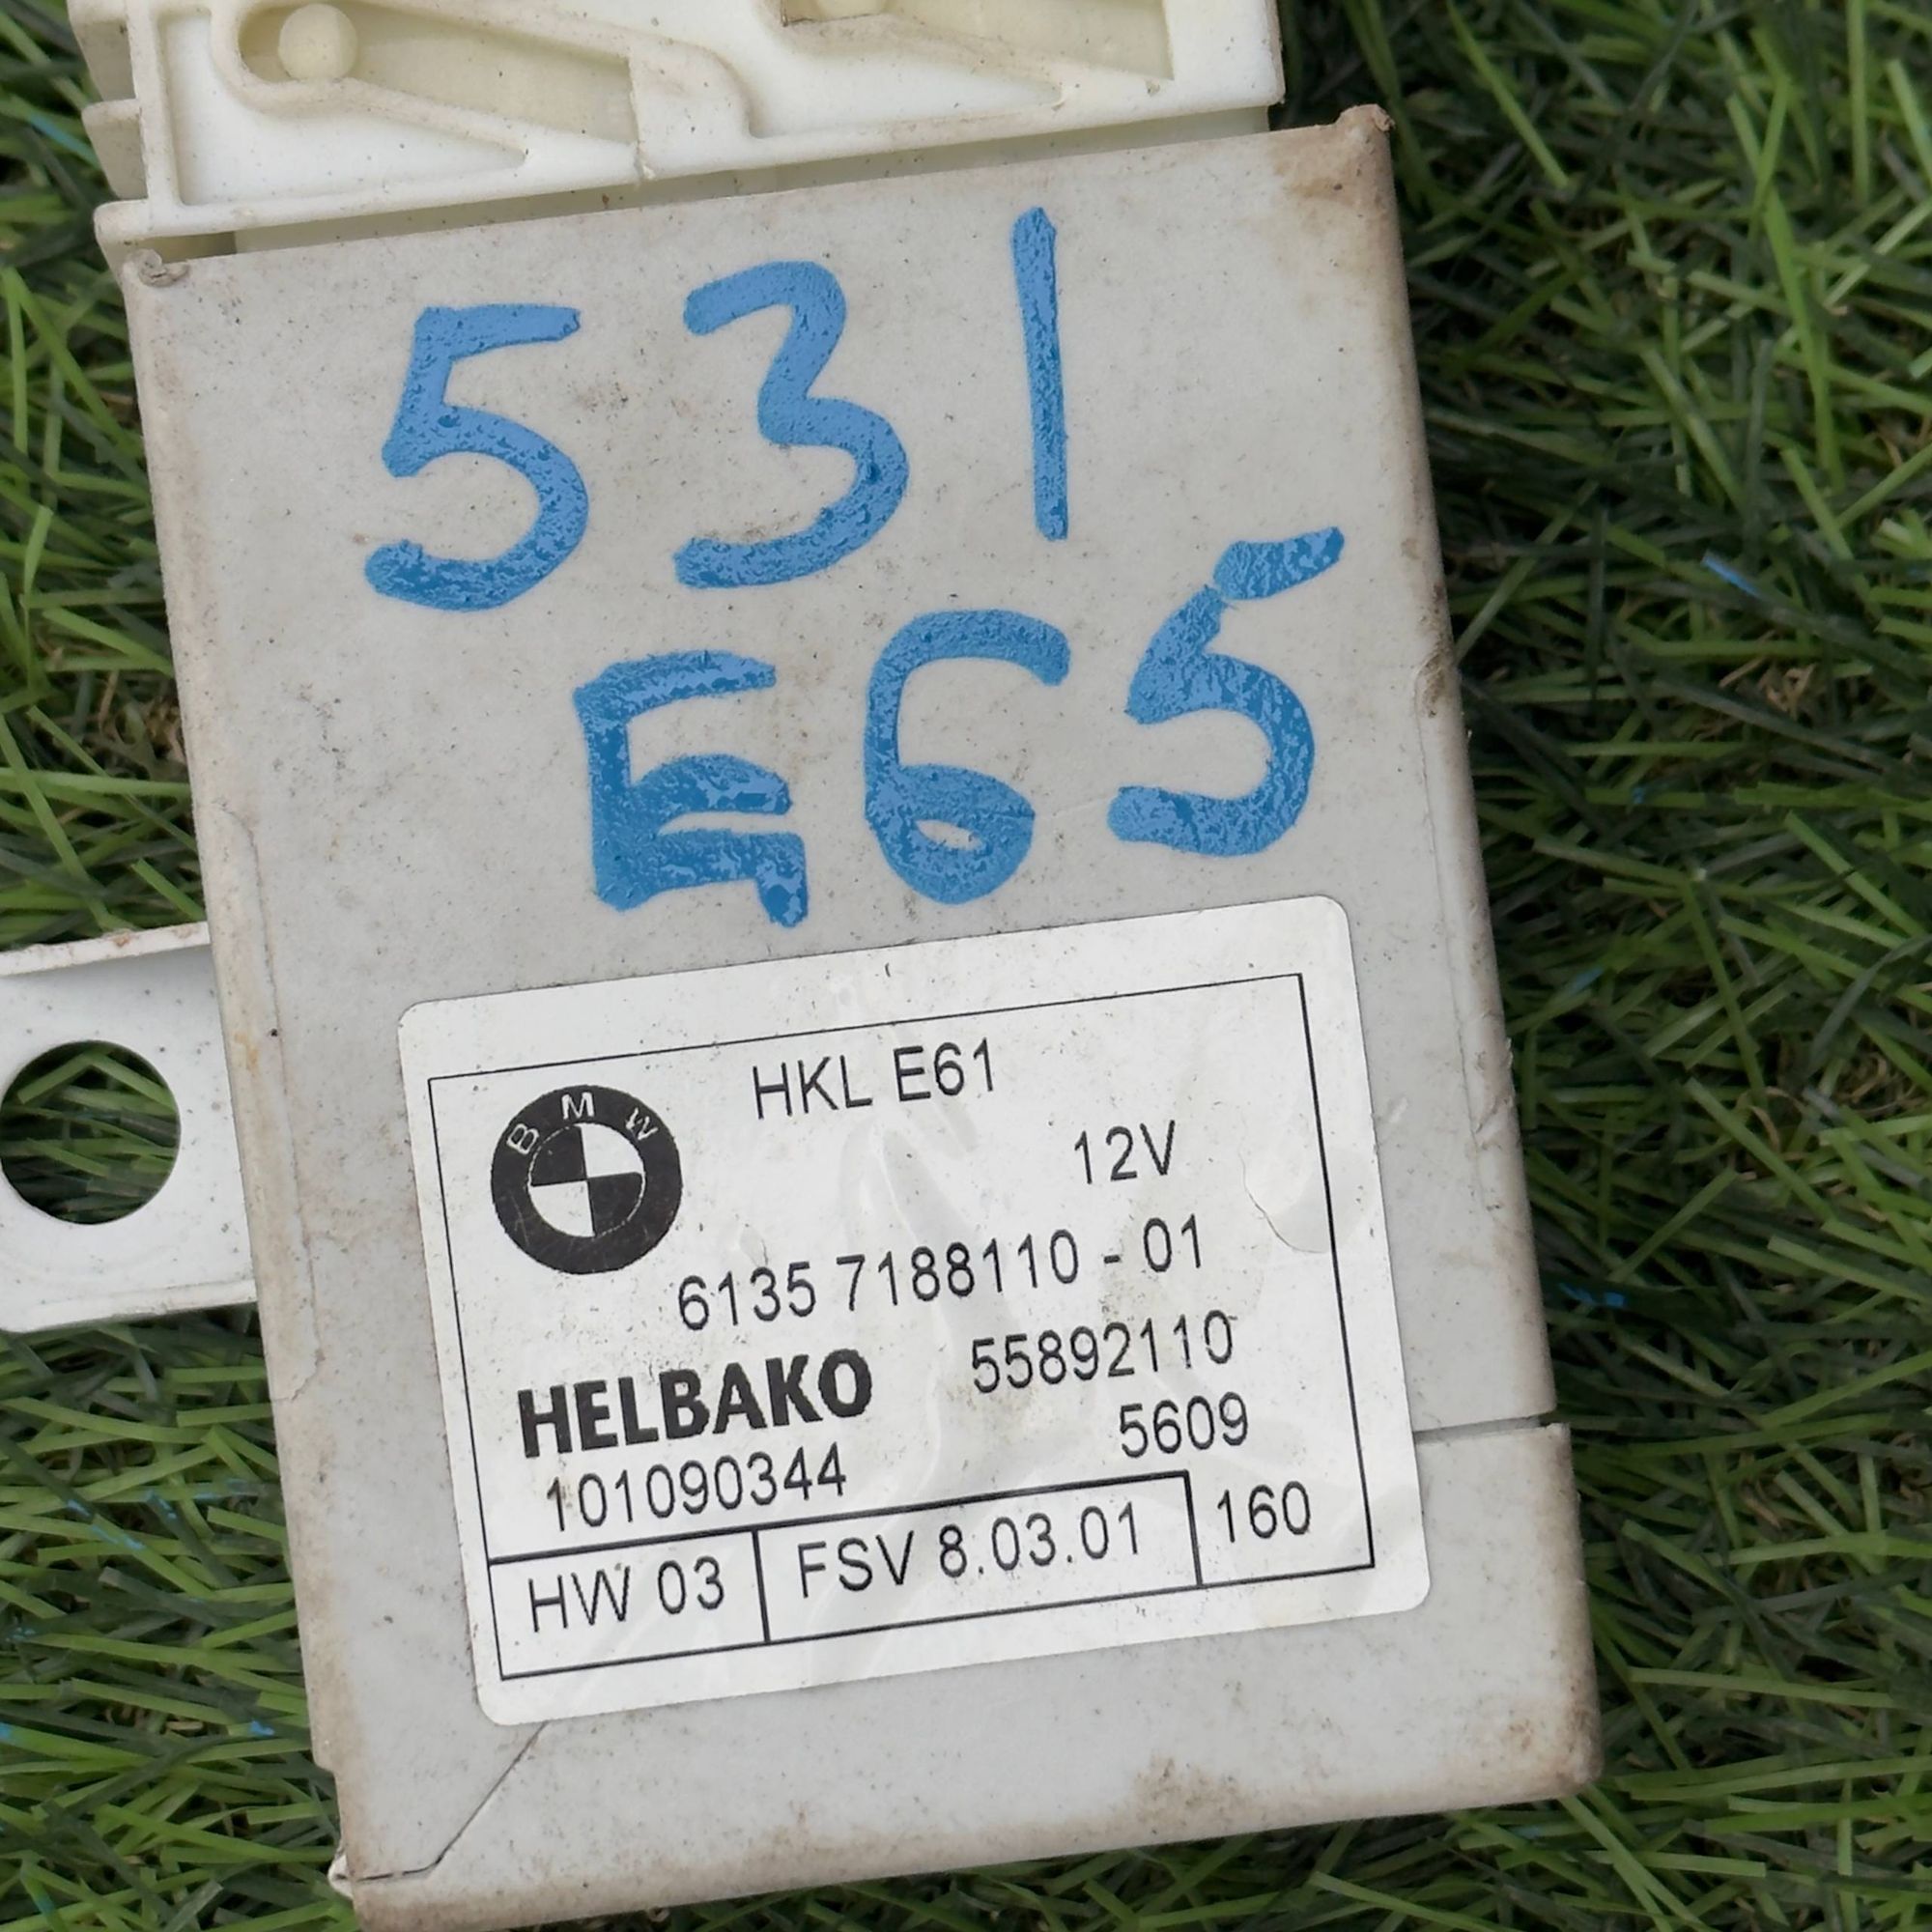 531
E65
HKL E61
BMW
12V
6135 7188110 - 01
HELBAKO 55892110
5609
101090344
HW 03 FSV 8.03.01 160